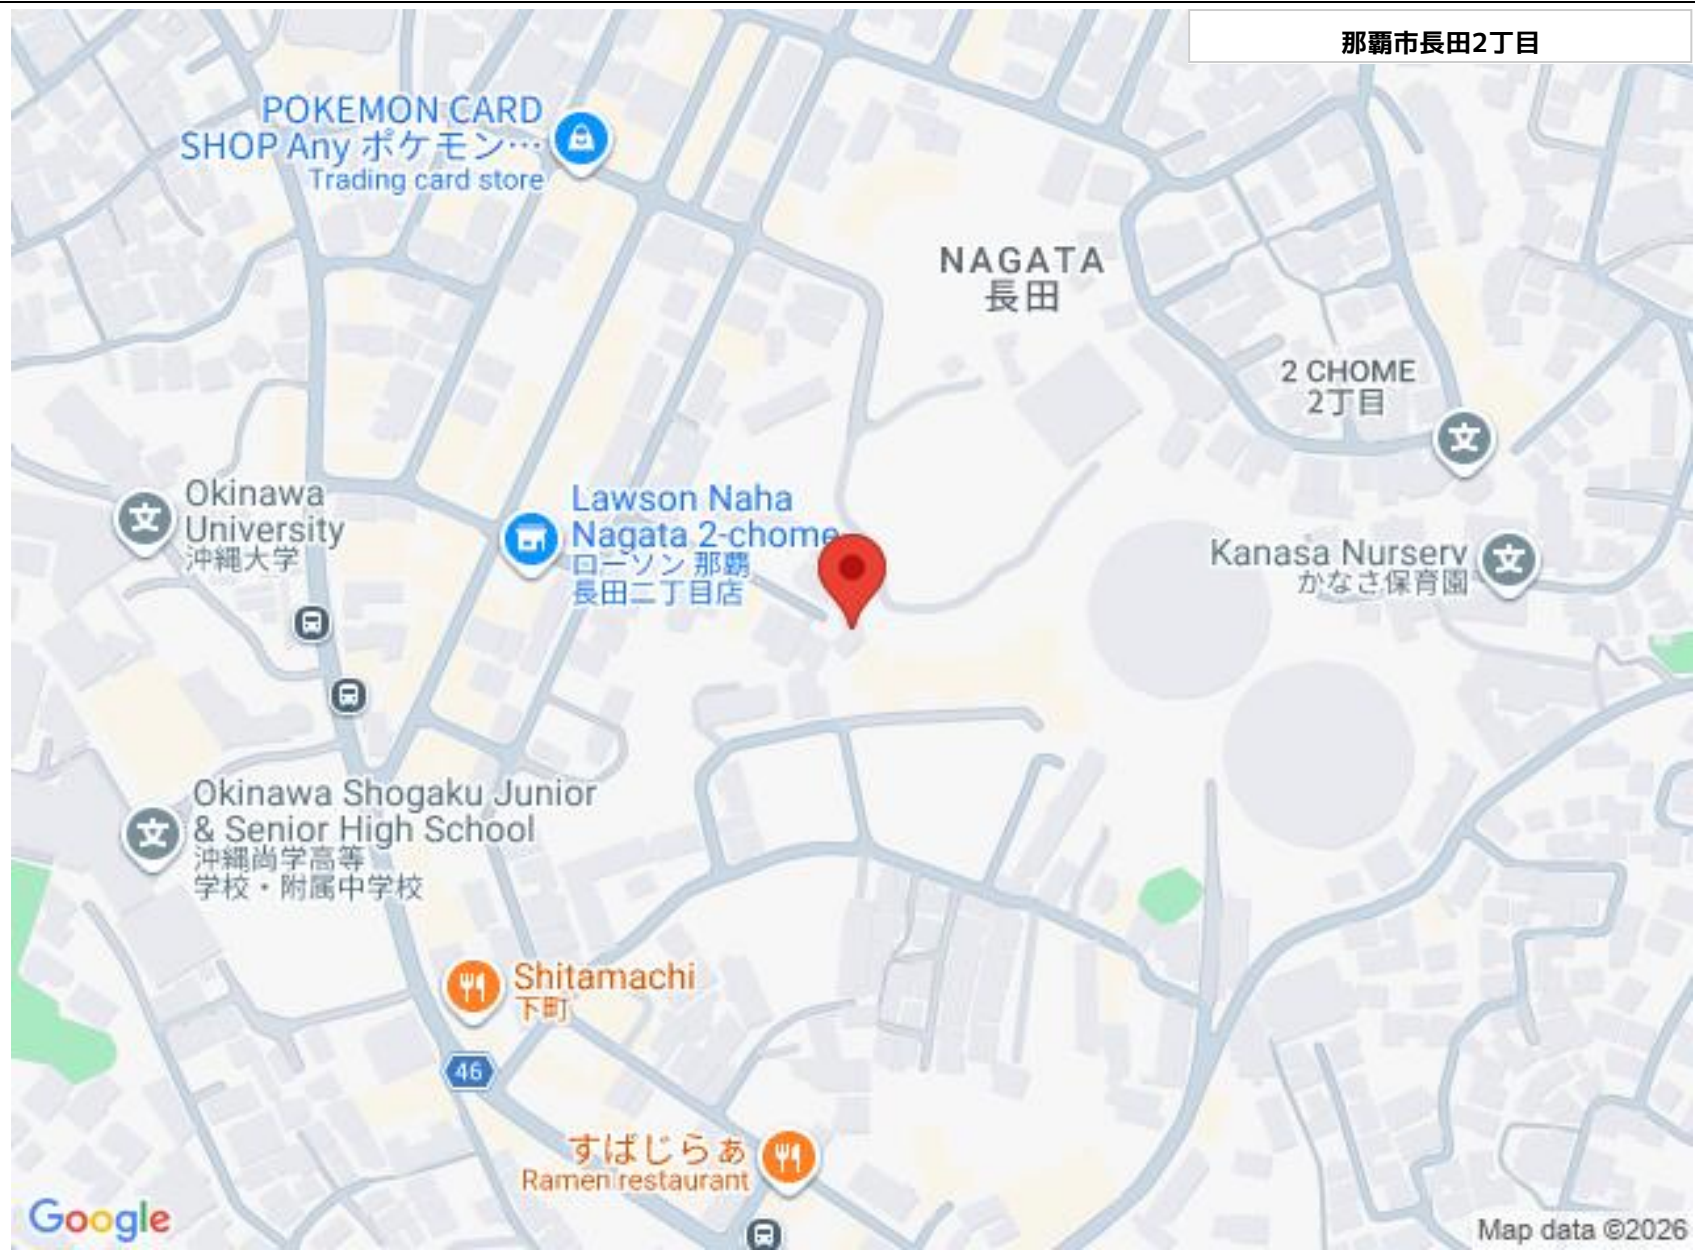 那覇市長田2丁目
POKEMON CARD
SHOP Any ポケモン…
Trading card store
NAGATA
長田
2 CHOME
2丁目
Okinawa
University
沖縄大学
Lawson Naha
Nagata 2-chome
ローソン 那覇
長田二丁目店
Kanasa Nursery
かなさ保育園
Okinawa Shogaku Junior
& Senior High School
沖縄尚学高等
学校・附属中学校
Shitamachi
下町
46
すばじらぁ
Ramen restaurant
Google
Map data ©2026